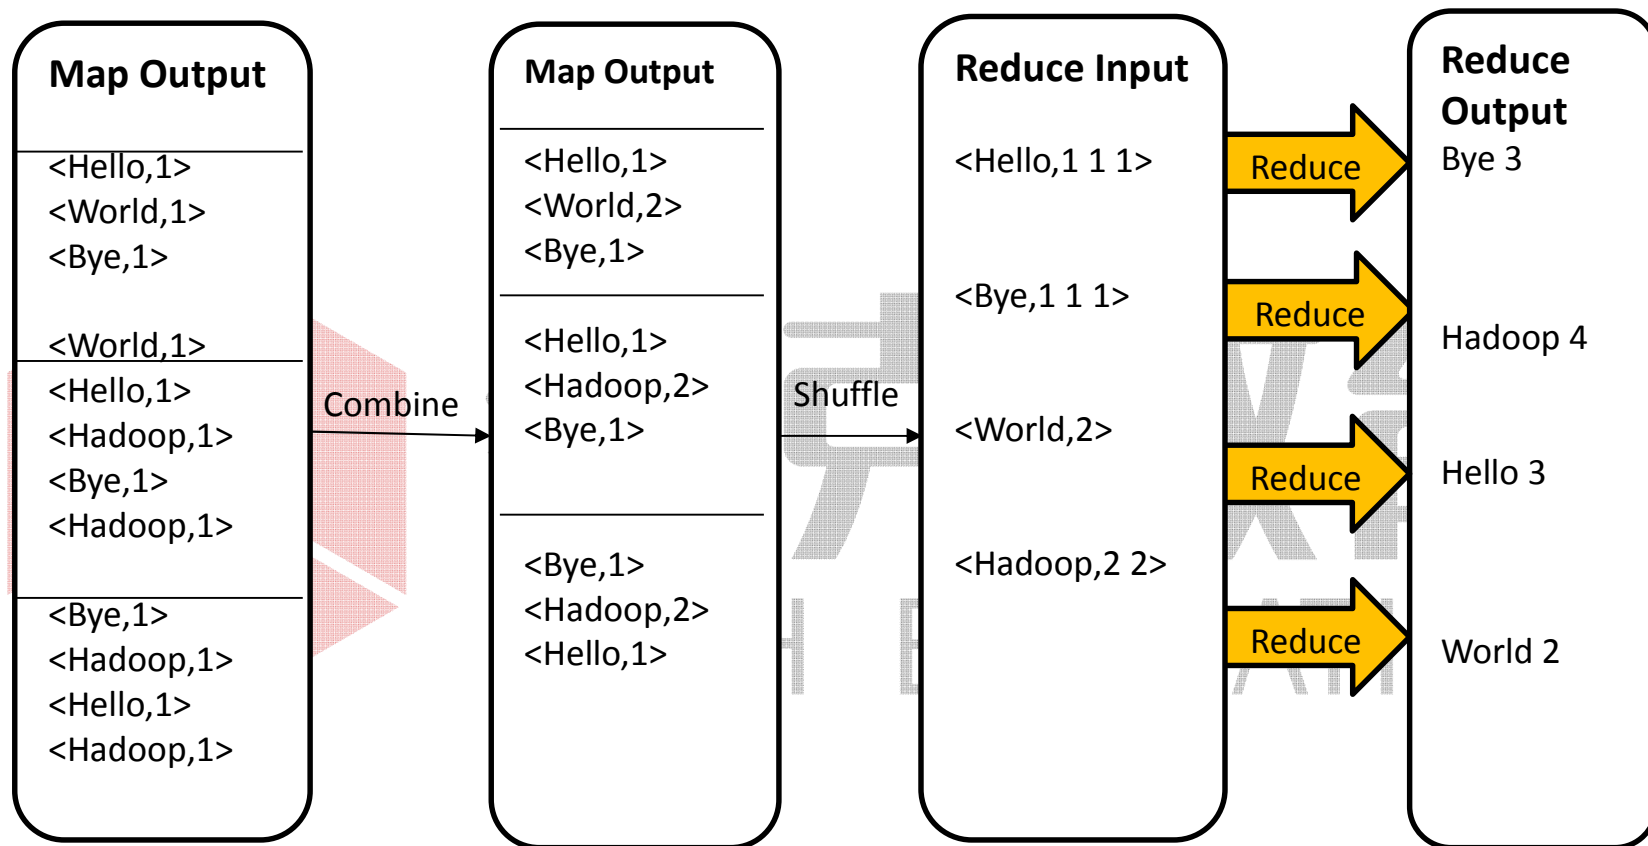 Map Output
<Hello,1>
<World,1>
<Bye,1>
<World,1>
<Hello,1>
<Hadoop,1>
<Bye,1>
<Hadoop,1>
<Bye,1>
<Hadoop,1>
<Hello,1>
<Hadoop,1>
Combine
Map Output
<Hello,1>
<World,2>
<Bye,1>
<Hello,1>
<Hadoop,2>
<Bye,1>
<Bye,1>
<Hadoop,2>
<Hello,1>
Shuffle
Reduce Input
<Hello,1 1 1>
<Bye,1 1 1>
<World,2>
<Hadoop,2 2>
Reduce
Reduce
Reduce
Reduce
Reduce
Output
Bye 3
Hadoop 4
Hello 3
World 2